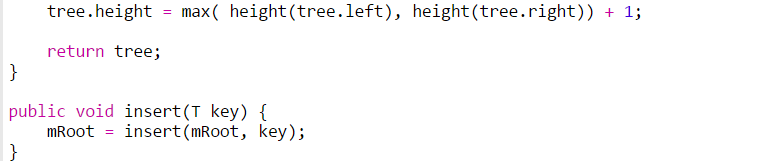 tree.height = max( height(tree.left), height(tree.right)) + 1;
return tree;
}
public void insert(T key) {
mRoot = insert(mRoot, key);
}